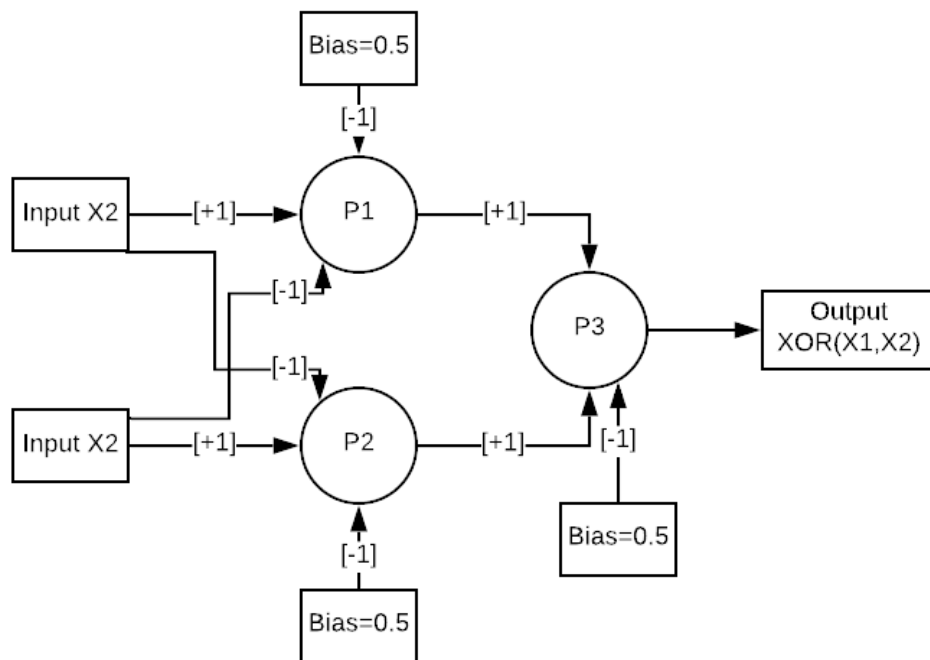 Bias=0.5
[-1]
Input X2
[+1]
P1
[+1]
[-1]
P3
Output
XOR(X1,X2)
[-1]
Input X2
[+1]
P2
[+1]
[-1]
Bias=0.5
[-1]
Bias=0.5